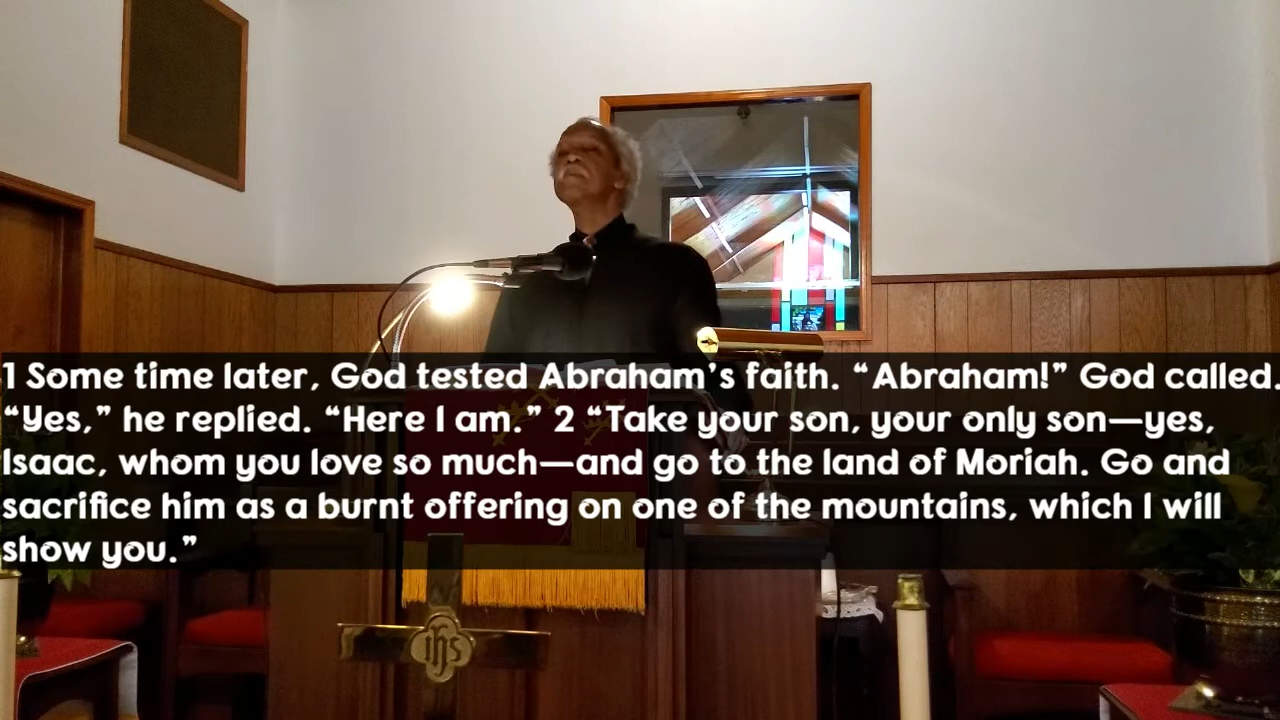 1 Some time later, God tested Abraham’s faith. “Abraham!” God called.
“Yes,” he replied. “Here I am.” 2 “Take your son, your only son—yes,
Isaac, whom you love so much—and go to the land of Moriah. Go and
sacrifice him as a burnt offering on one of the mountains, which I will
show you.”
IHS